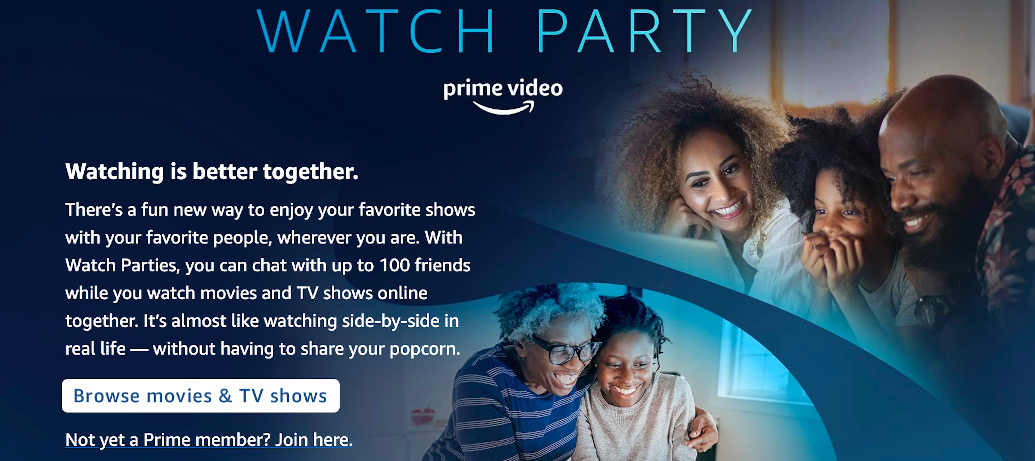 WATCH PARTY
prime video
Watching is better together.
There's a fun new way to enjoy your favorite shows
with your favorite people, wherever you are. With
Watch Parties, you can chat with up to 100 friends
while you watch movies and TV shows online
together. It's almost like watching side-by-side in
real life — without having to share your popcorn.
Browse movies & TV shows
Not yet a Prime member? Join here.